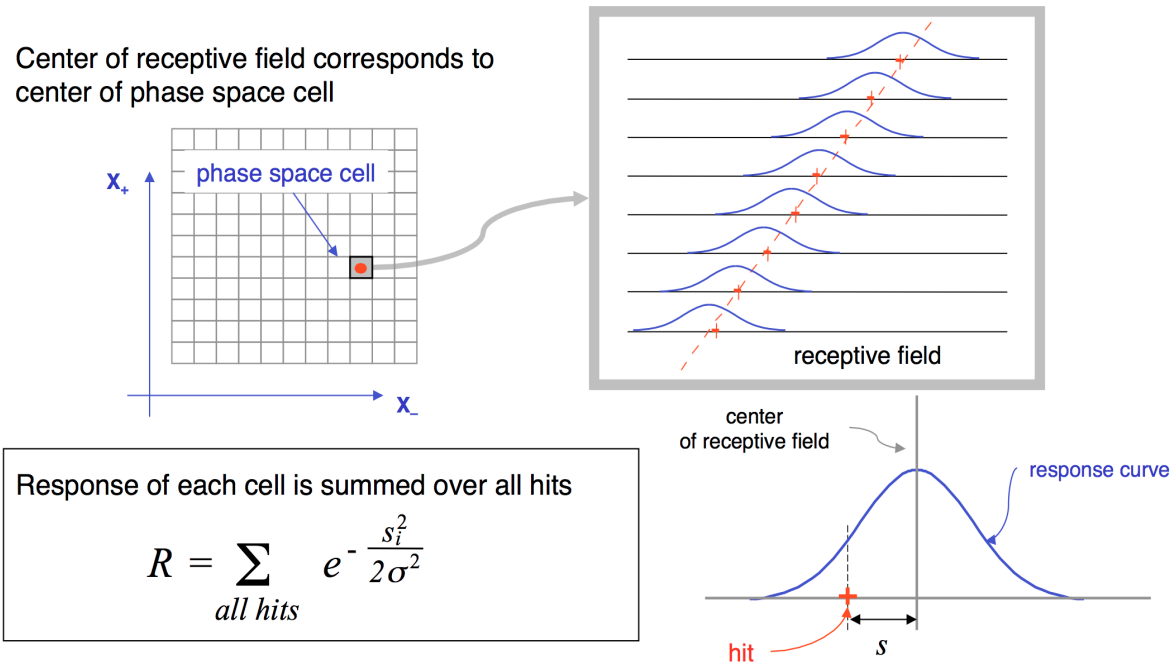 Center of receptive field corresponds to
center of phase space cell
X₊
phase space cell
X₋
receptive field
Response of each cell is summed over all hits
R = ∑ e^{- s_i^2 / 2σ^2}
all hits
center
of receptive field
response curve
hit
s